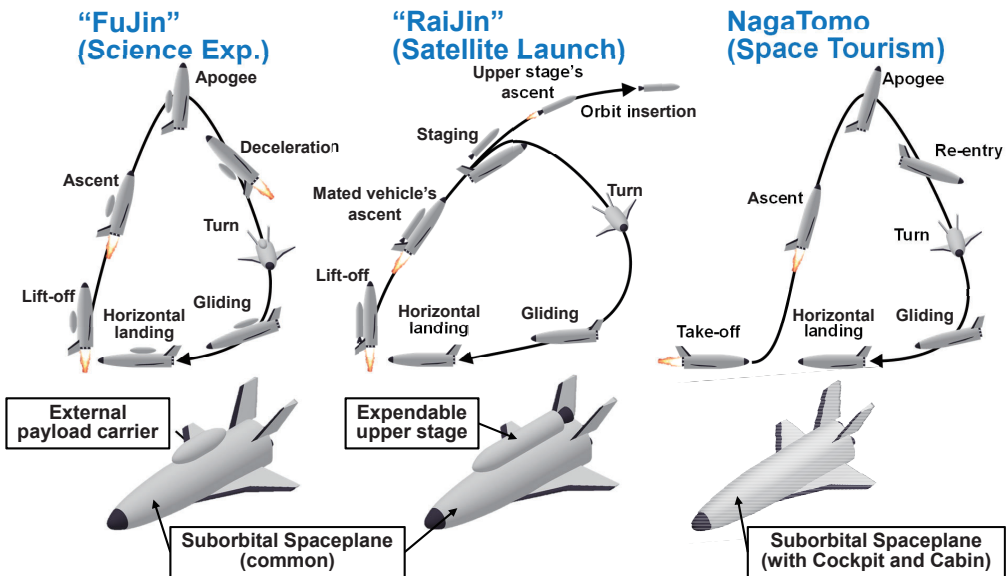 “FuJin”
(Science Exp.)
Apogee
Deceleration
Ascent
Turn
Lift-off
Gliding
Horizontal
landing
External
payload carrier
“RaiJin”
(Satellite Launch)
Upper stage’s
ascent
Orbit insertion
Staging
Mated vehicle’s
ascent
Turn
Lift-off
Horizontal
landing
Gliding
Expendable
upper stage
Suborbital Spaceplane
(common)
NagaTomo
(Space Tourism)
Apogee
Re-entry
Ascent
Turn
Take-off
Horizontal
landing
Gliding
Suborbital Spaceplane
(with Cockpit and Cabin)